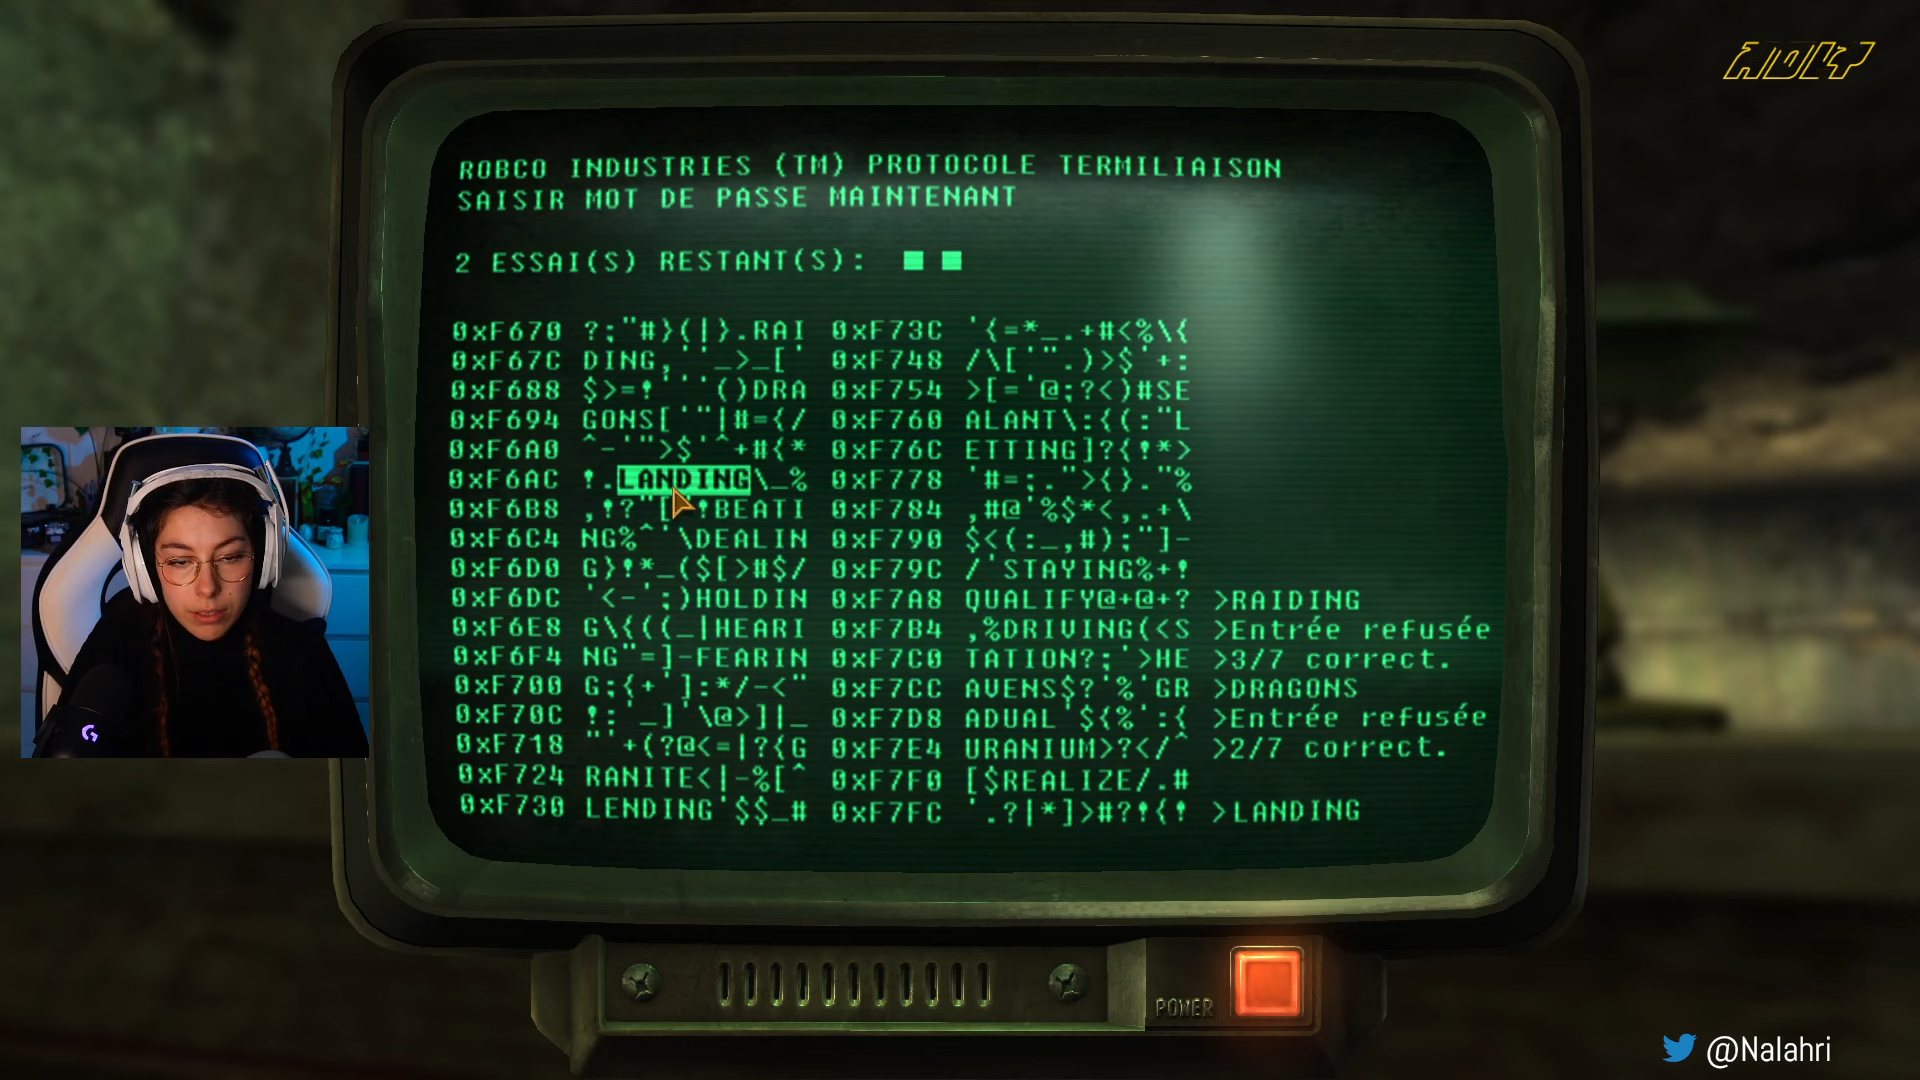 ROBCO INDUSTRIES (TM) PROTOCOLE TERMILIAISON
SAISIR MOT DE PASSE MAINTENANT
2 ESSAI(S) RESTANT(S):
0xF670 ?;"#}(|}.RAI 0xF73C '{=*_.+#<%\{
0xF67C DING,''_>_[' 0xF748 /\['".)>$'+:
0xF688 $>=!'''()DRA 0xF754 >[='@;?<)#SE
0xF694 GONS['"|#={/ 0xF760 ALANT\:{(:"L
0xF6A0 ^-'">$'^+#{* 0xF76C ETTING]?{!*>
0xF6AC !.LANDING\_% 0xF778 '#=;.">{}."%
0xF6B8 ,!?"[ '!BEATI 0xF784 ,#@'%$*<,.+\
0xF6C4 NG%^'\DEALIN 0xF790 $<(:_,#);"]-
0xF6D0 G}!*_($[>#$/ 0xF79C /'STAYING%+!
0xF6DC '<-';)HOLDIN 0xF7A8 QUALIFY@+@+? >RAIDING
0xF6E8 G\{((_|HEARI 0xF7B4 ,%DRIVING(<S >Entrée refusée
0xF6F4 NG"=]-FEARIN 0xF7C0 TATION?;'>HE >3/7 correct.
0xF700 G;{+']:*/-<" 0xF7CC AVENS$?'%'GR >DRAGONS
0xF70C !:'_]'\@>]|_ 0xF7D8 ADUAL'${%':{ >Entrée refusée
0xF718 "'+(?@<=|?{G 0xF7E4 URANIUM>?</^ >2/7 correct.
0xF724 RANITE<|-%[^ 0xF7F0 [$REALIZE/.#
0xF730 LENDING'$$_# 0xF7FC '.?|*]>#?!{! >LANDING
POWER
@Nalahri